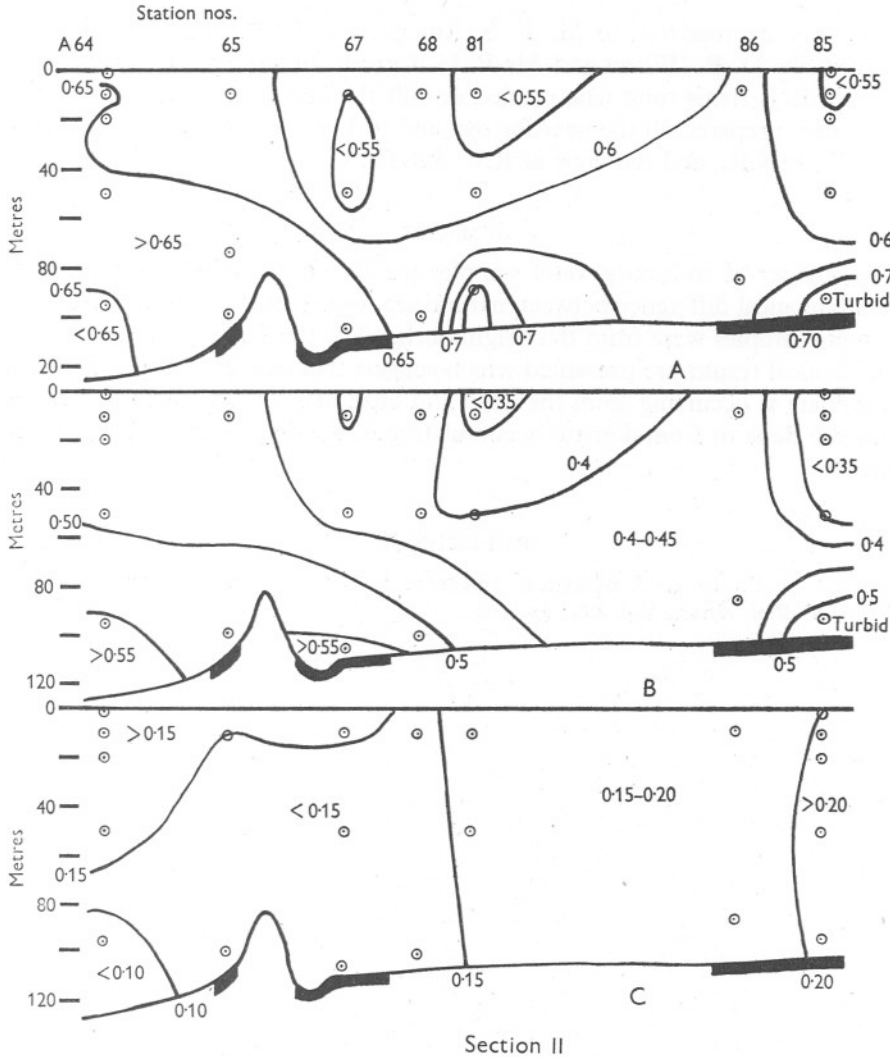 Station nos.
A 64 65 67 68 81 86 85
0
0·65 <0·55 <0·55
<0·55 0·6
40
Metres
>0·65
0·6
80
0·65 0·7
Turbid
<0·65
0·65 0·7 0·7 0·70
20 A
0
<0·35
0·4 <0·35
40
Metres
0·50
0·4–0·45 0·4
80
0·5
Turbid
>0·55 >0·55
0·5 0·5
120 B
0
>0·15
0·15–0·20
40 <0·15 >0·20
Metres
0·15
80
<0·10
0·15 0·20
120 0·10 C
Section II